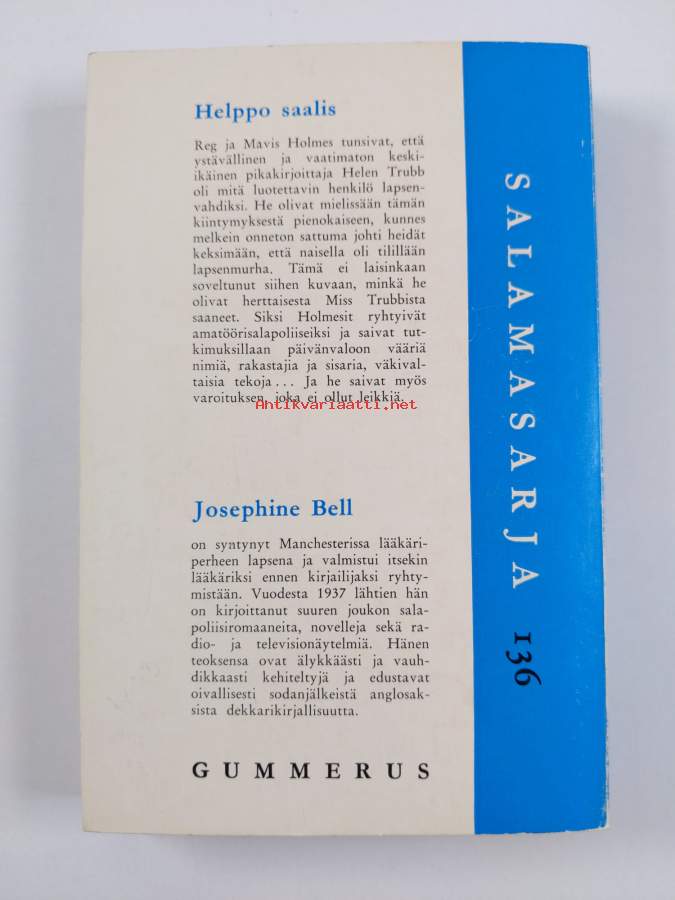 Helppo saalis
Reg ja Mavis Holmes tunsivat, että
ystävällinen ja vaatimaton keski-
ikäinen pikakirjoittaja Helen Trubb
oli mitä luotettavin henkilö lapsen-
vahdiksi. He olivat mielissään tämän
kiintymyksestä pienokaiseen, kunnes
melkein onneton sattuma johti heidät
keksimään, että naisella oli tilillään
lapsenmurha. Tämä ei laisinkaan
soveltunut siihen kuvaan, minkä he
olivat herttaisesta Miss Trubbista
saaneet. Siksi Holmesit ryhtyivät
amatöörisalapoliiseiksi ja saivat tut-
kimuksillaan päivänvaloon vääriä
nimiä, rakastajia ja sisaria, väkival-
taisia tekoja... Ja he saivat myös
varoituksen, joka ei ollut leikkiä.
Antikvariaatti.net
Josephine Bell
on syntynyt Manchesterissa lääkäri-
perheen lapsena ja valmistui itsekin
lääkäriksi ennen kirjailijaksi ryhty-
mistään. Vuodesta 1937 lähtien hän
on kirjoittanut suuren joukon sala-
poliisiromaaneita, novelleja sekä ra-
dio- ja televisionäytelmiä. Hänen
teoksensa ovat älykkäästi ja vauh-
dikkaasti kehiteltyjä ja edustavat
oivallisesti sodanjälkeistä anglosak-
sista dekkarikirjallisuutta.
GUMMERUS
SALAMASARJA 136